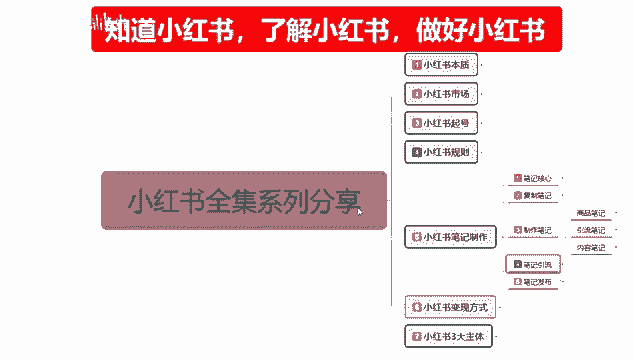 知道小红书，了解小红书，做好小红书
小红书全集系列分享
1 小红书本质
2 小红书市场
3 小红书起号
4 小红书规则
5 小红书笔记制作
1 笔记核心
2 复制笔记
3 制作笔记
商品笔记
引流笔记
内容笔记
4 笔记引流
5 笔记发布
6 小红书变现方式
7 小红书3大主体